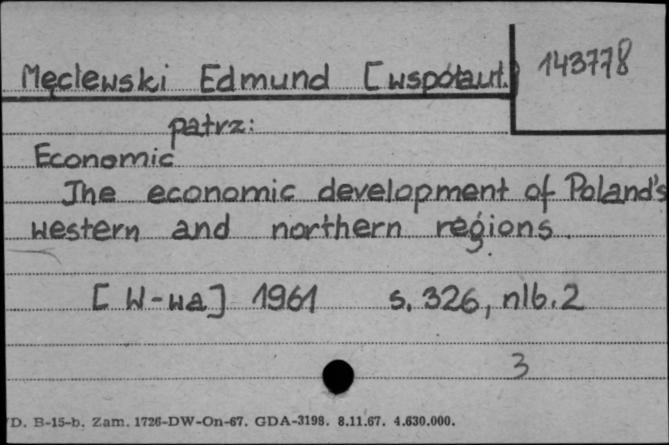 143778
Męclewski Edmund [współaut.]
patrz:
Economic
The economic development of Poland's
western and northern regions.
[W-wa] 1961 s. 326, nlb. 2
3
D. B-15-b. Zam. 1726-DW-On-67. GDA-3198. 8.11.67. 4.630.000.